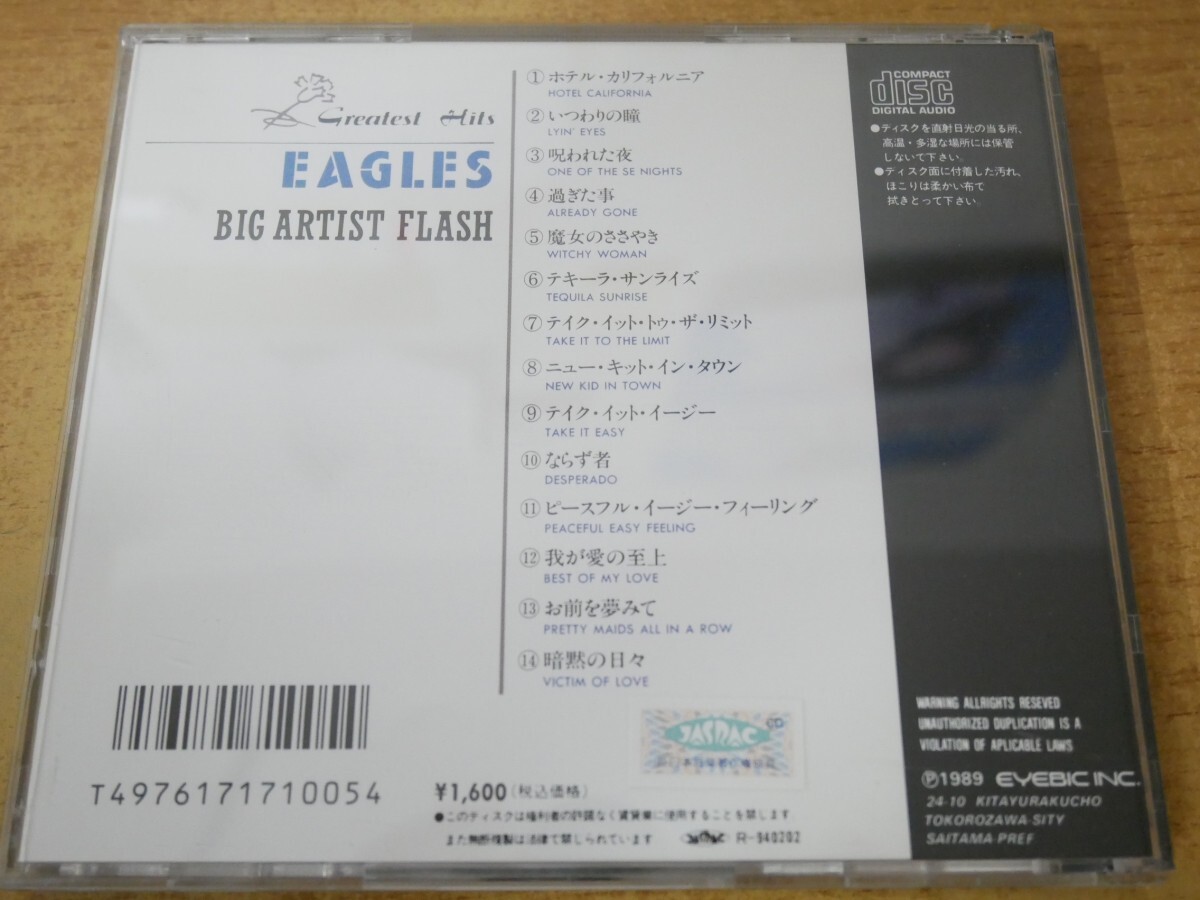 Greatest Hits
EAGLES
BIG ARTIST FLASH
① ホテル・カリフォルニア
HOTEL CALIFORNIA
② いつわりの瞳
LYIN' EYES
③ 呪われた夜
ONE OF THE SE NIGHTS
④ 過ぎた事
ALREADY GONE
⑤ 魔女のささやき
WITCHY WOMAN
⑥ テキーラ・サンライズ
TEQUILA SUNRISE
⑦ テイク・イット・トゥ・ザ・リミット
TAKE IT TO THE LIMIT
⑧ ニュー・キット・イン・タウン
NEW KID IN TOWN
⑨ テイク・イット・イージー
TAKE IT EASY
⑩ ならず者
DESPERADO
⑪ ピースフル・イージー・フィーリング
PEACEFUL EASY FEELING
⑫ 我が愛の至上
BEST OF MY LOVE
⑬ お前を夢みて
PRETTY MAIDS ALL IN A ROW
⑭ 暗黙の日々
VICTIM OF LOVE
COMPACT
disc
DIGITAL AUDIO
●ディスクを直射日光の当る所、
高温・多湿な場所には保管
しないて下さい。
●ディスク面に付着した汚れ、
ほこりは柔かい布て
拭きとって下さい。
WARNING ALLRIGHTS RESEVED
UNAUTHORIZED DUPLICATION IS A
VIOLATION OF APLICABLE LAWS
Ⓟ1989 EYEBIC INC.
24-10 KITAYURAKUCHO
TOKOROZAWA-SITY
SAITAMA-PREF
T4976171710054
JASRAC
CD
¥1,600(税込価格)
●このディスクは権利者の許諾なく賃貸業に使用することを禁じます
また無断複製は法律で禁じられています
JASRAC R-940202